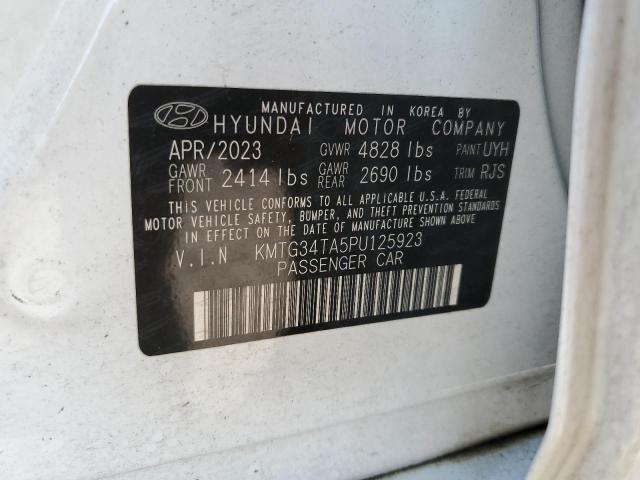 MANUFACTURED IN KOREA BY
HYUNDAI MOTOR COMPANY
APR/2023 GVWR 4828 lbs PAINT UYH
GAWR FRONT 2414 lbs GAWR REAR 2690 lbs TRIM RJS
THIS VEHICLE CONFORMS TO ALL APPLICABLE U.S.A. FEDERAL
MOTOR VEHICLE SAFETY, BUMPER, AND THEFT PREVENTION STANDARDS
IN EFFECT ON THE DATE OF MANUFACTURE SHOWN ABOVE.
V.I.N KMTG34TA5PU125923
PASSENGER CAR